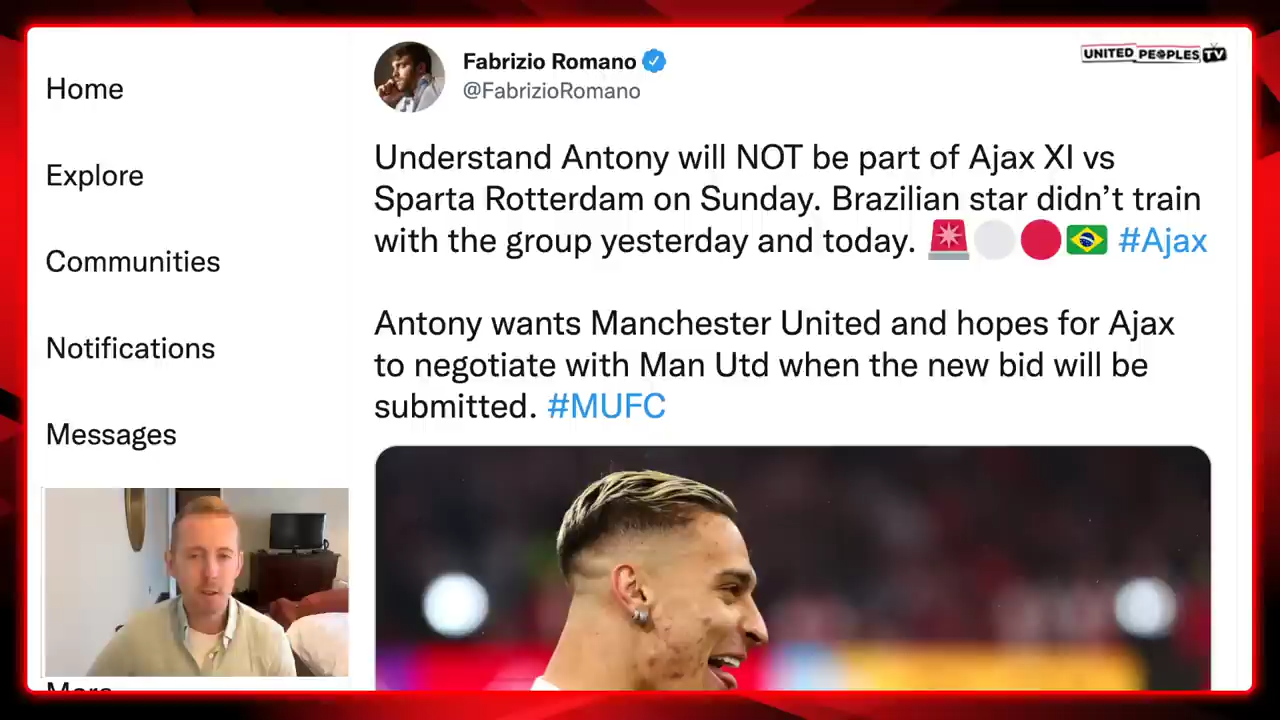 Home
Explore
Communities
Notifications
Messages
More
Fabrizio Romano
@FabrizioRomano
UNITED PEOPLES TV
Understand Antony will NOT be part of Ajax XI vs
Sparta Rotterdam on Sunday. Brazilian star didn’t train
with the group yesterday and today. 🚨⚪🔴🇧🇷 #Ajax
Antony wants Manchester United and hopes for Ajax
to negotiate with Man Utd when the new bid will be
submitted. #MUFC